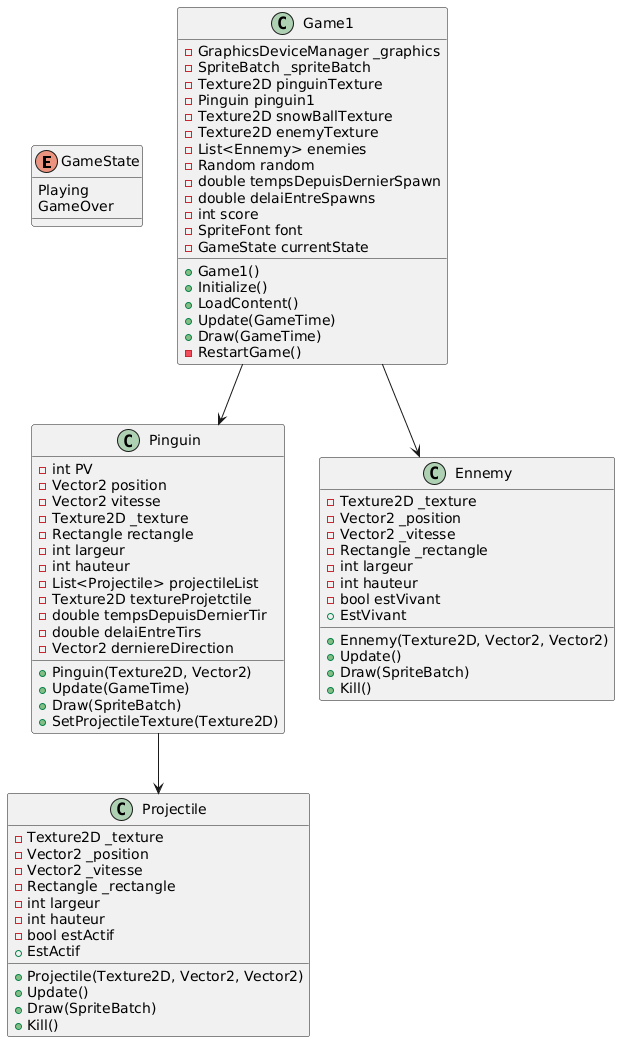 Game1
GraphicsDeviceManager _graphics
SpriteBatch _spriteBatch
Texture2D pinguinTexture
Pinguin pinguin1
Texture2D snowBallTexture
Texture2D enemyTexture
List<Ennemy> enemies
Random random
double tempsDepuisDernierSpawn
double delaiEntreSpawns
int score
SpriteFont font
GameState currentState
Game1()
Initialize()
LoadContent()
Update(GameTime)
Draw(GameTime)
RestartGame()
E GameState
Playing
GameOver
C Pinguin
int PV
Vector2 position
Vector2 vitesse
Texture2D _texture
Rectangle rectangle
int largeur
int hauteur
List<Projectile> projectileList
Texture2D textureProjetctile
double tempsDepuisDernierTir
double delaiEntreTirs
Vector2 derniereDirection
Pinguin(Texture2D, Vector2)
Update(GameTime)
Draw(SpriteBatch)
SetProjectileTexture(Texture2D)
C Ennemy
Texture2D _texture
Vector2 _position
Vector2 _vitesse
Rectangle _rectangle
int largeur
int hauteur
bool estVivant
EstVivant
Ennemy(Texture2D, Vector2, Vector2)
Update()
Draw(SpriteBatch)
Kill()
C Projectile
Texture2D _texture
Vector2 _position
Vector2 _vitesse
Rectangle _rectangle
int largeur
int hauteur
bool estActif
EstActif
Projectile(Texture2D, Vector2, Vector2)
Update()
Draw(SpriteBatch)
Kill()